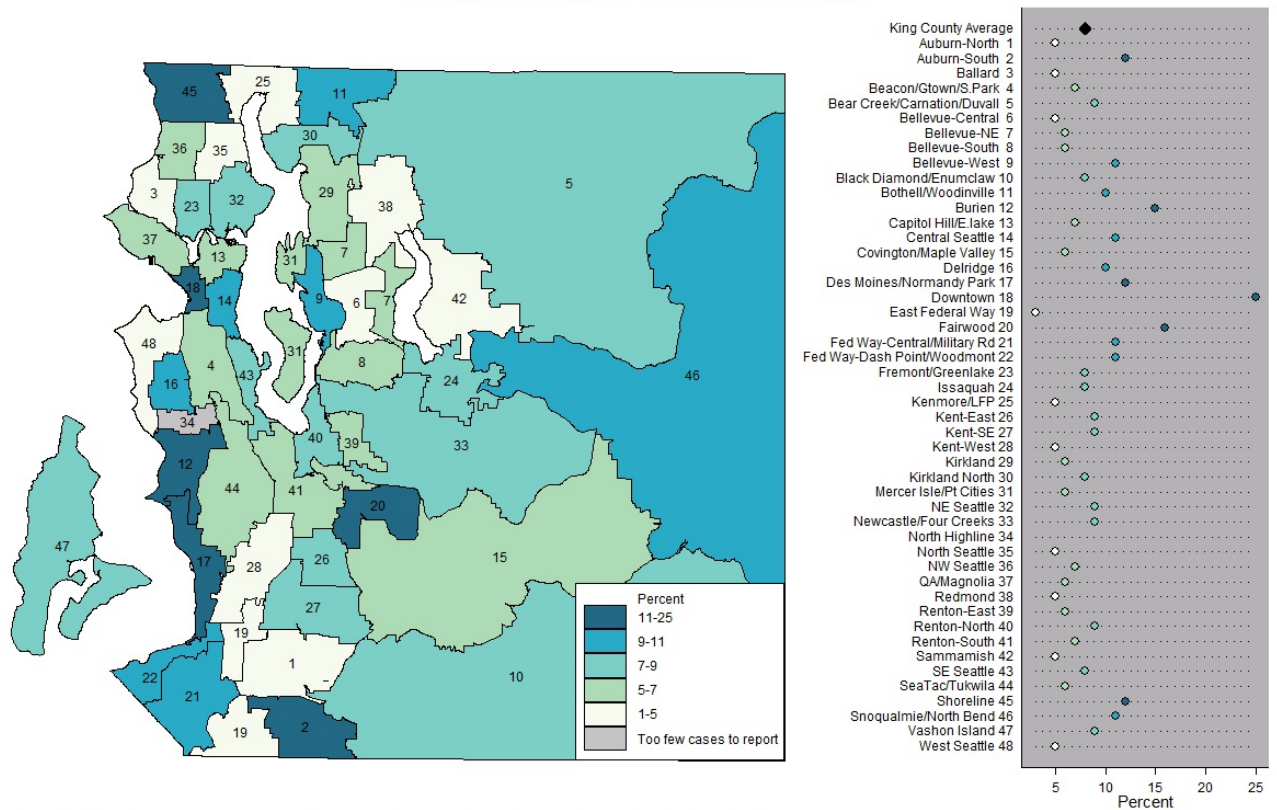 45
25
11
30
36
35
5
3
23
32
29
38
37
13
31
7
18
14
9
6
7
42
48
31
4
8
43
16
24
46
34
40
39
33
12
44
41
20
47
15
17
28
26
27
19
1
10
22
21
19
2
Percent
11-25
9-11
7-9
5-7
1-5
Too few cases to report
King County Average
Auburn-North 1
Auburn-South 2
Ballard 3
Beacon/Gtown/S.Park 4
Bear Creek/Carnation/Duvall 5
Bellevue-Central 6
Bellevue-NE 7
Bellevue-South 8
Bellevue-West 9
Black Diamond/Enumclaw 10
Bothell/Woodinville 11
Burien 12
Capitol Hill/E.lake 13
Central Seattle 14
Covington/Maple Valley 15
Delridge 16
Des Moines/Normandy Park 17
Downtown 18
East Federal Way 19
Fairwood 20
Fed Way-Central/Military Rd 21
Fed Way-Dash Point/Woodmont 22
Fremont/Greenlake 23
Issaquah 24
Kenmore/LFP 25
Kent-East 26
Kent-SE 27
Kent-West 28
Kirkland 29
Kirkland North 30
Mercer Isle/Pt Cities 31
NE Seattle 32
Newcastle/Four Creeks 33
North Highline 34
North Seattle 35
NW Seattle 36
QA/Magnolia 37
Redmond 38
Renton-East 39
Renton-North 40
Renton-South 41
Sammamish 42
SE Seattle 43
SeaTac/Tukwila 44
Shoreline 45
Snoqualmie/North Bend 46
Vashon Island 47
West Seattle 48
5 10 15 20 25
Percent